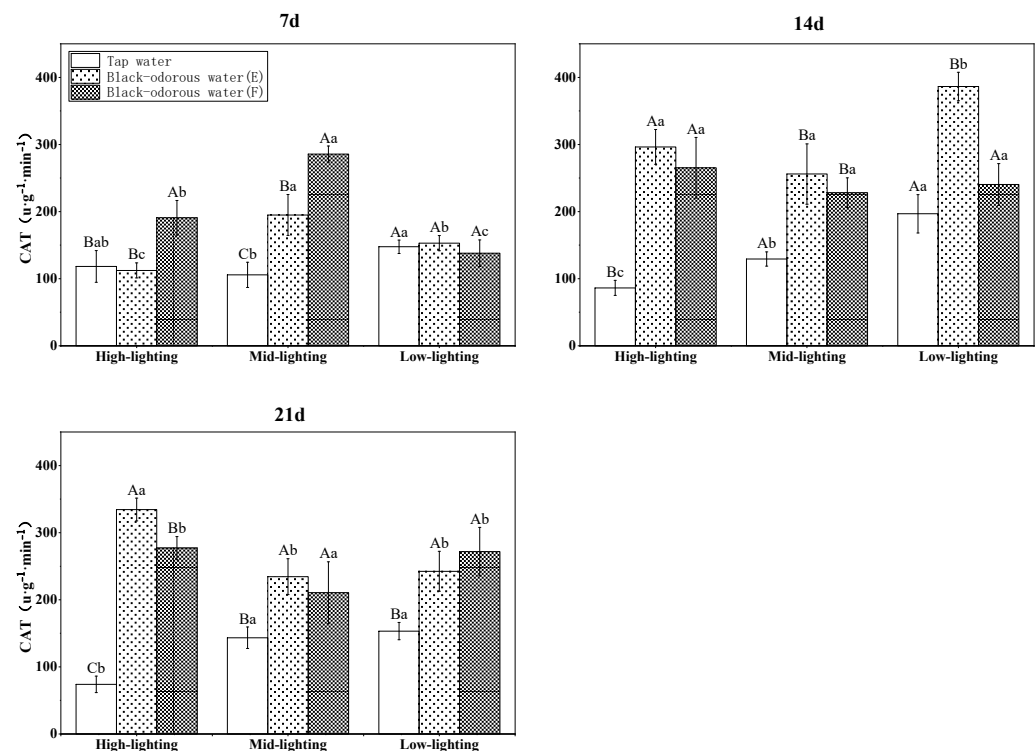 7d
Tap water
Black-odorous water(E)
Black-odorous water(F)
CAT (u·g⁻¹·min⁻¹)
400
300
200
100
0
Bab
Bc
Ab
Cb
Ba
Aa
Aa
Ab
Ac
High-lighting
Mid-lighting
Low-lighting
14d
CAT (u·g⁻¹·min⁻¹)
400
300
200
100
0
Bc
Aa
Aa
Ab
Ba
Ba
Aa
Bb
Aa
High-lighting
Mid-lighting
Low-lighting
21d
CAT (u·g⁻¹·min⁻¹)
400
300
200
100
0
Cb
Aa
Bb
Ba
Ab
Aa
Ba
Ab
Ab
High-lighting
Mid-lighting
Low-lighting